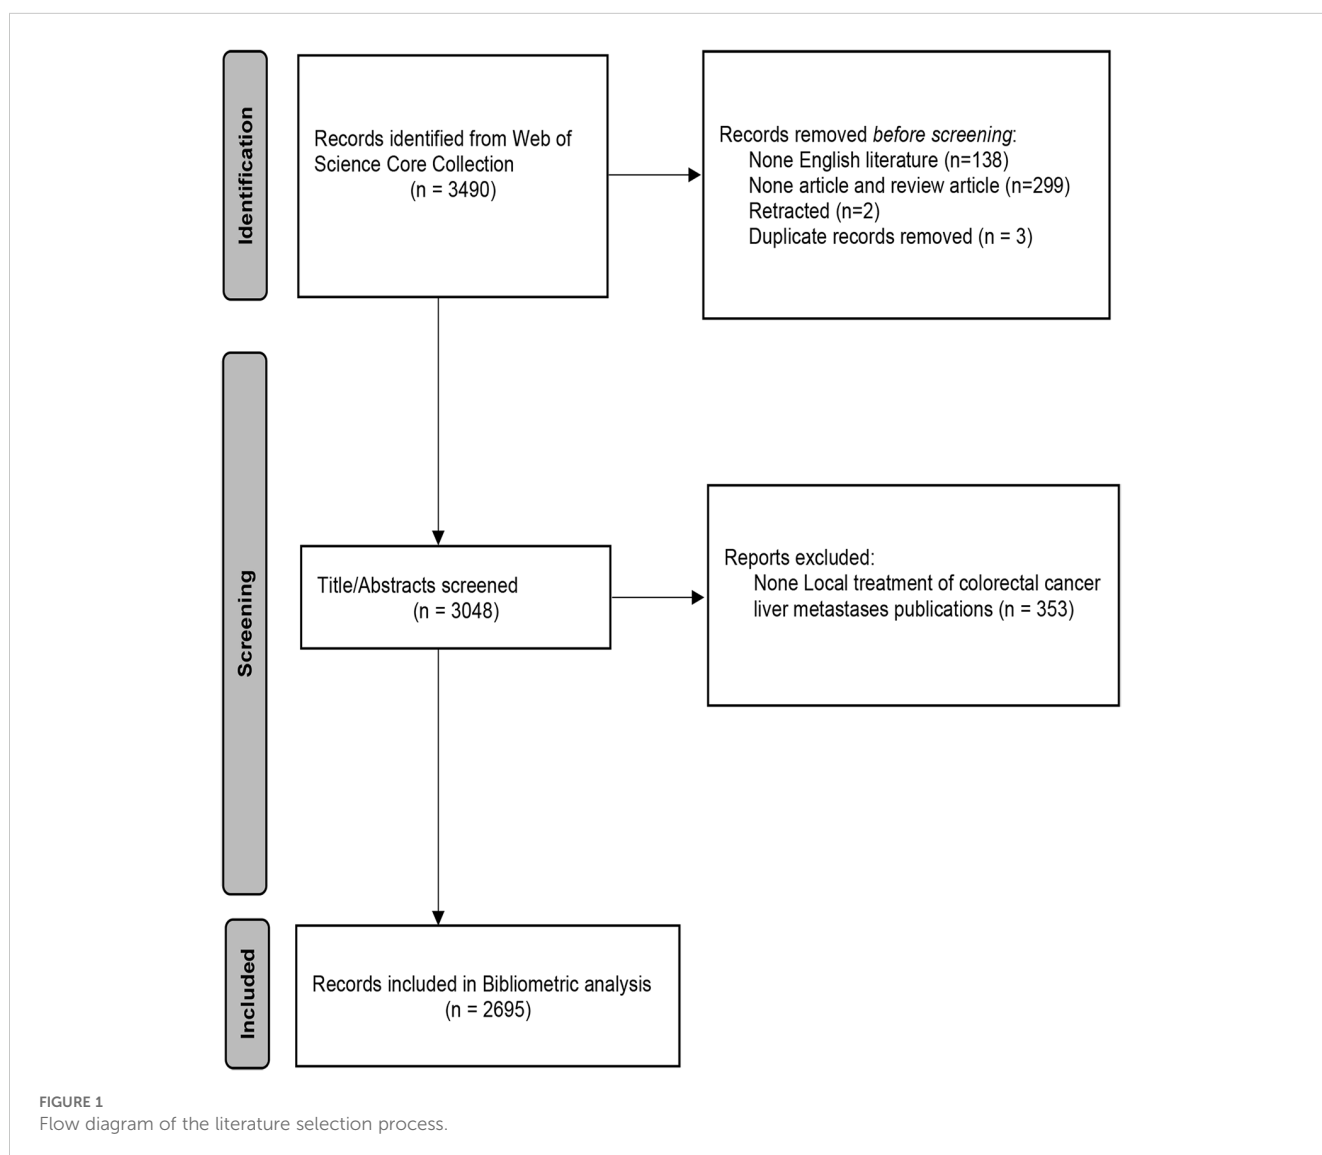 Identification
Records identified from Web of
Science Core Collection
(n = 3490)
Records removed before screening:
None English literature (n=138)
None article and review article (n=299)
Retracted (n=2)
Duplicate records removed (n = 3)
Screening
Title/Abstracts screened
(n = 3048)
Reports excluded:
None Local treatment of colorectal cancer
liver metastases publications (n = 353)
Included
Records included in Bibliometric analysis
(n = 2695)
FIGURE 1
Flow diagram of the literature selection process.